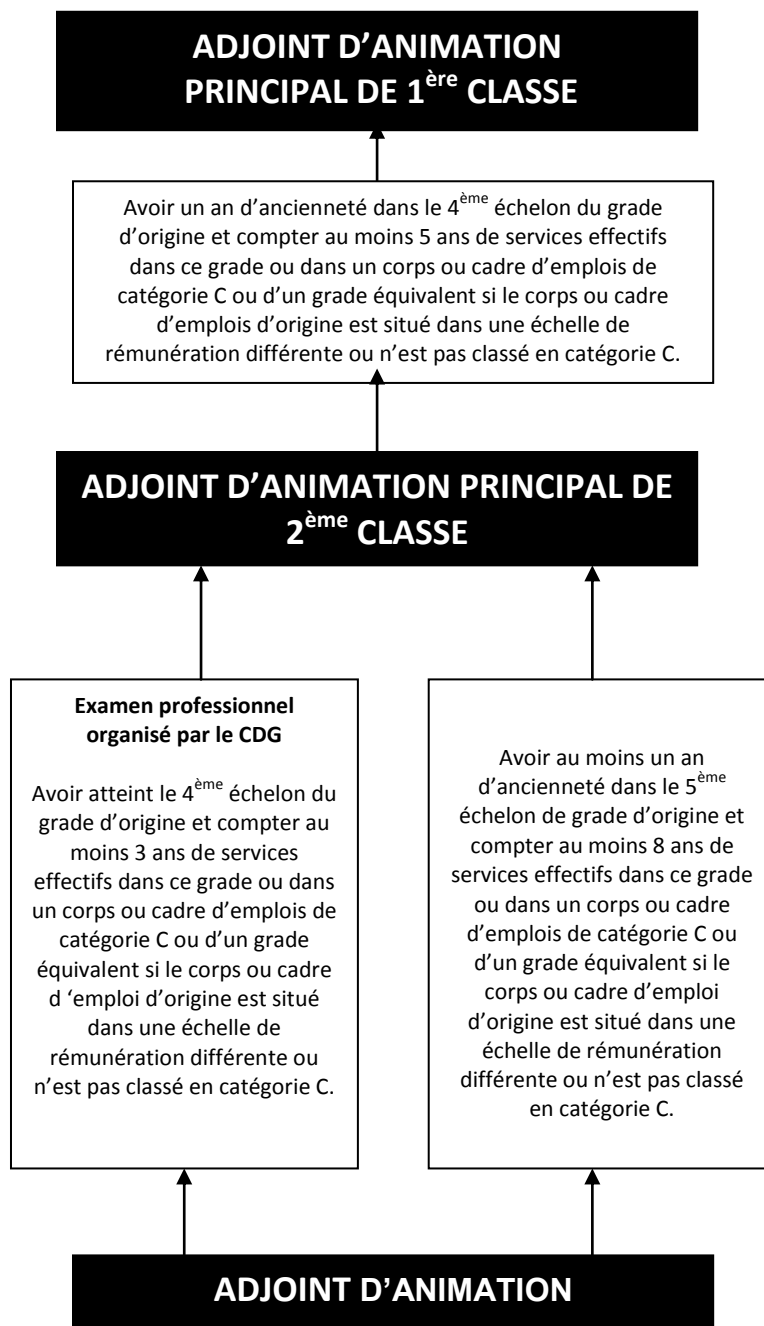 ADJOINT D’ANIMATION
PRINCIPAL DE 1ère CLASSE
Avoir un an d’ancienneté dans le 4ème échelon du grade
d’origine et compter au moins 5 ans de services effectifs
dans ce grade ou dans un corps ou cadre d’emplois de
catégorie C ou d’un grade équivalent si le corps ou cadre
d’emplois d’origine est situé dans une échelle de
rémunération différente ou n’est pas classé en catégorie C.
ADJOINT D’ANIMATION PRINCIPAL DE
2ème CLASSE
Examen professionnel
organisé par le CDG
Avoir atteint le 4ème échelon du
grade d’origine et compter au
moins 3 ans de services
effectifs dans ce grade ou dans
un corps ou cadre d’emplois de
catégorie C ou d’un grade
équivalent si le corps ou cadre
d ‘emploi d’origine est situé
dans une échelle de
rémunération différente ou
n’est pas classé en catégorie C.
Avoir au moins un an
d’ancienneté dans le 5ème
échelon de grade d’origine et
compter au moins 8 ans de
services effectifs dans ce grade
ou dans un corps ou cadre
d’emplois de catégorie C ou
d’un grade équivalent si le
corps ou cadre d’emploi
d’origine est situé dans une
échelle de rémunération
différente ou n’est pas classé
en catégorie C.
ADJOINT D’ANIMATION